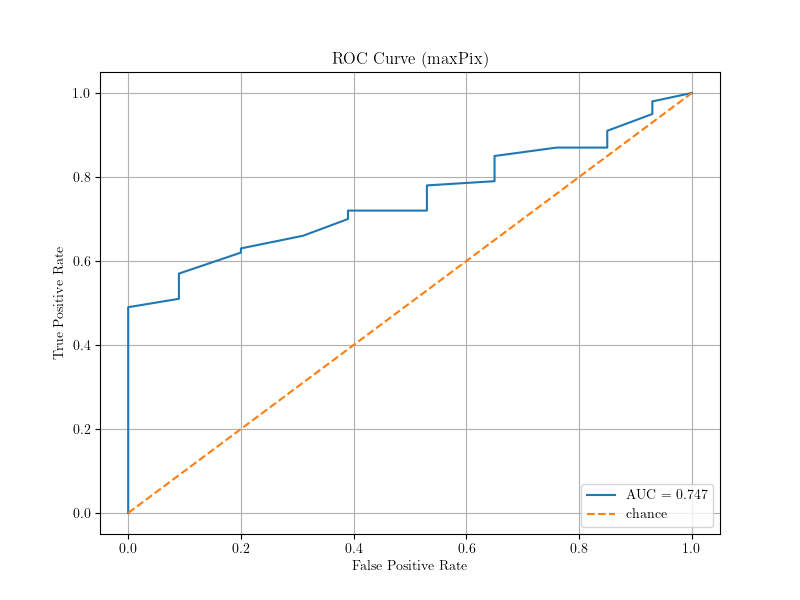 ROC Curve (maxPix)
True Positive Rate
1.0
0.8
0.6
0.4
0.2
0.0
AUC = 0.747
chance
0.0 0.2 0.4 0.6 0.8 1.0
False Positive Rate